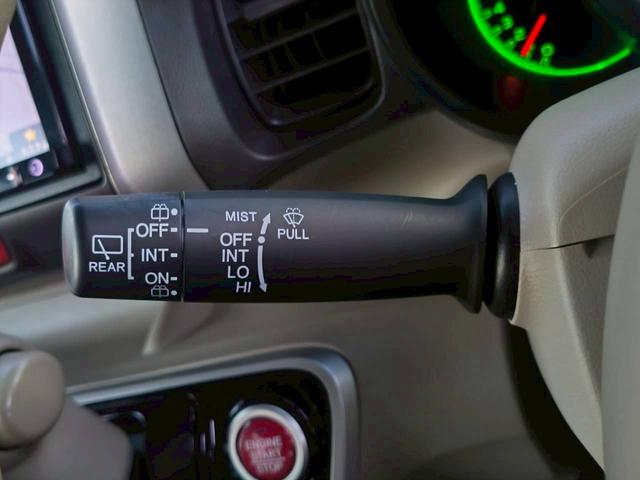 MIST
OFF
PULL
OFF
INT
INT
REAR
LO
ON
HI
ENGINE
START
STOP